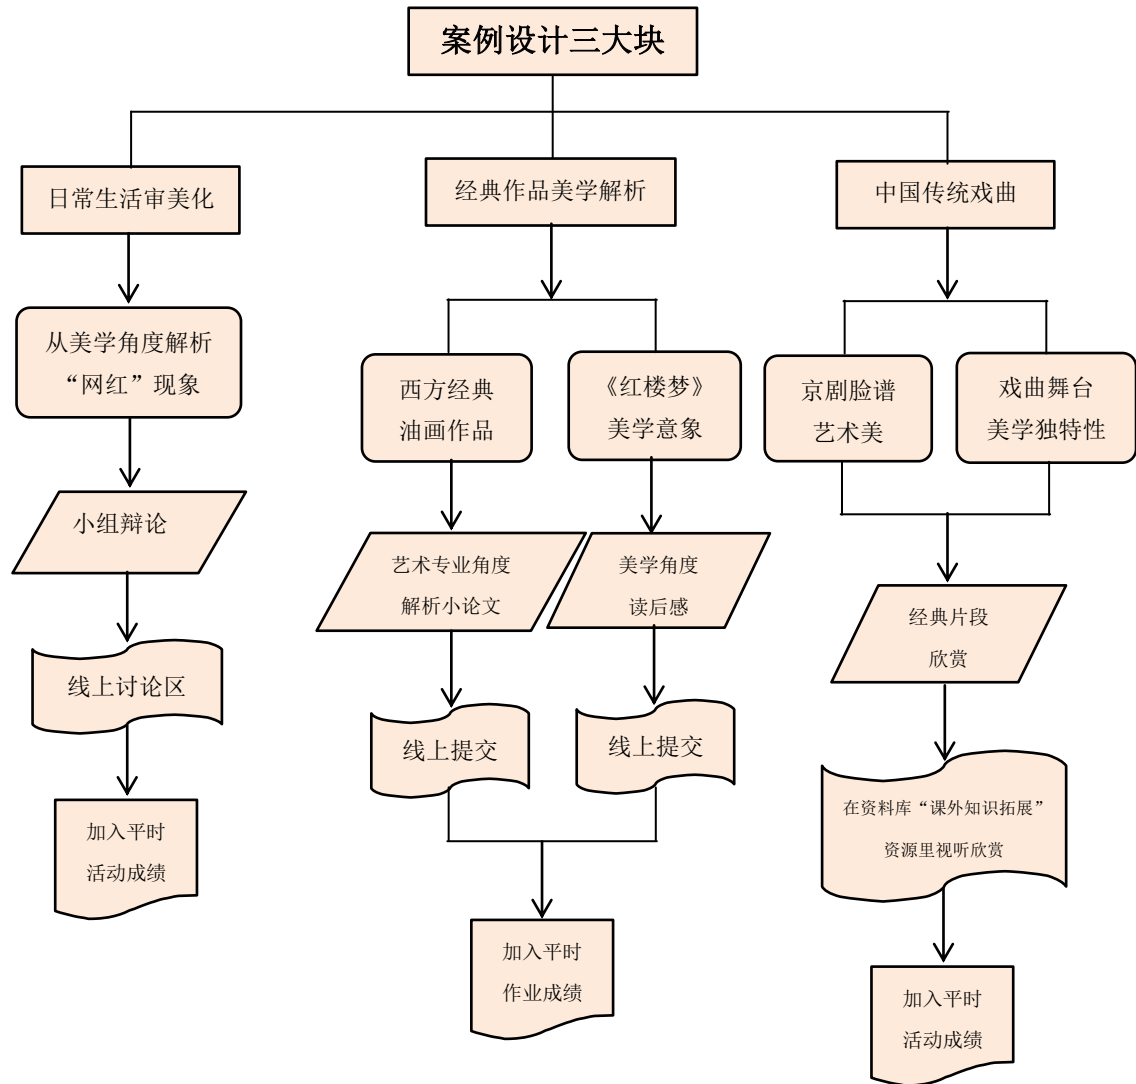 案例设计三大块
日常生活审美化
经典作品美学解析
中国传统戏曲
从美学角度解析
“网红”现象
西方经典
油画作品
《红楼梦》
美学意象
京剧脸谱
艺术美
戏曲舞台
美学独特性
小组辩论
艺术专业角度
解析小论文
美学角度
读后感
经典片段
欣赏
线上讨论区
线上提交
线上提交
在资料库“课外知识拓展”
资源里视听欣赏
加入平时
活动成绩
加入平时
作业成绩
加入平时
活动成绩